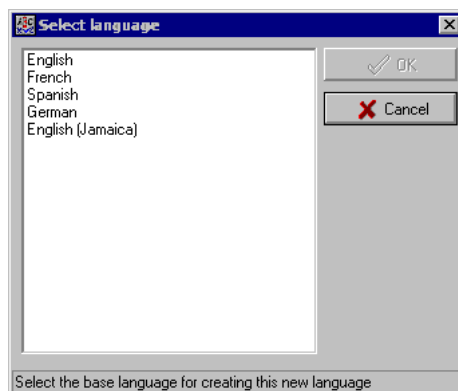 Select language
English
French
Spanish
German
English (Jamaica)
OK
Cancel
Select the base language for creating this new language